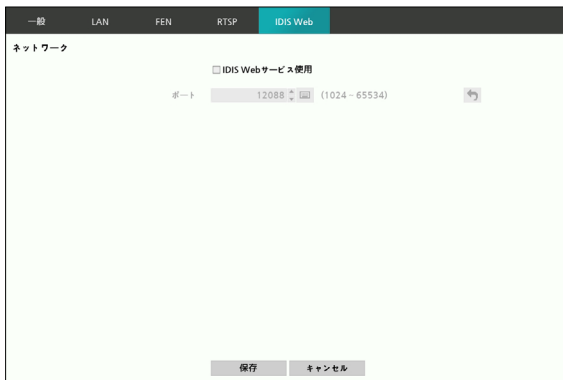 一般 LAN FEN RTSP IDIS Web
ネットワーク
IDIS Webサービス使用
ポート 12088 (1024 - 65534)
保存 キャンセル